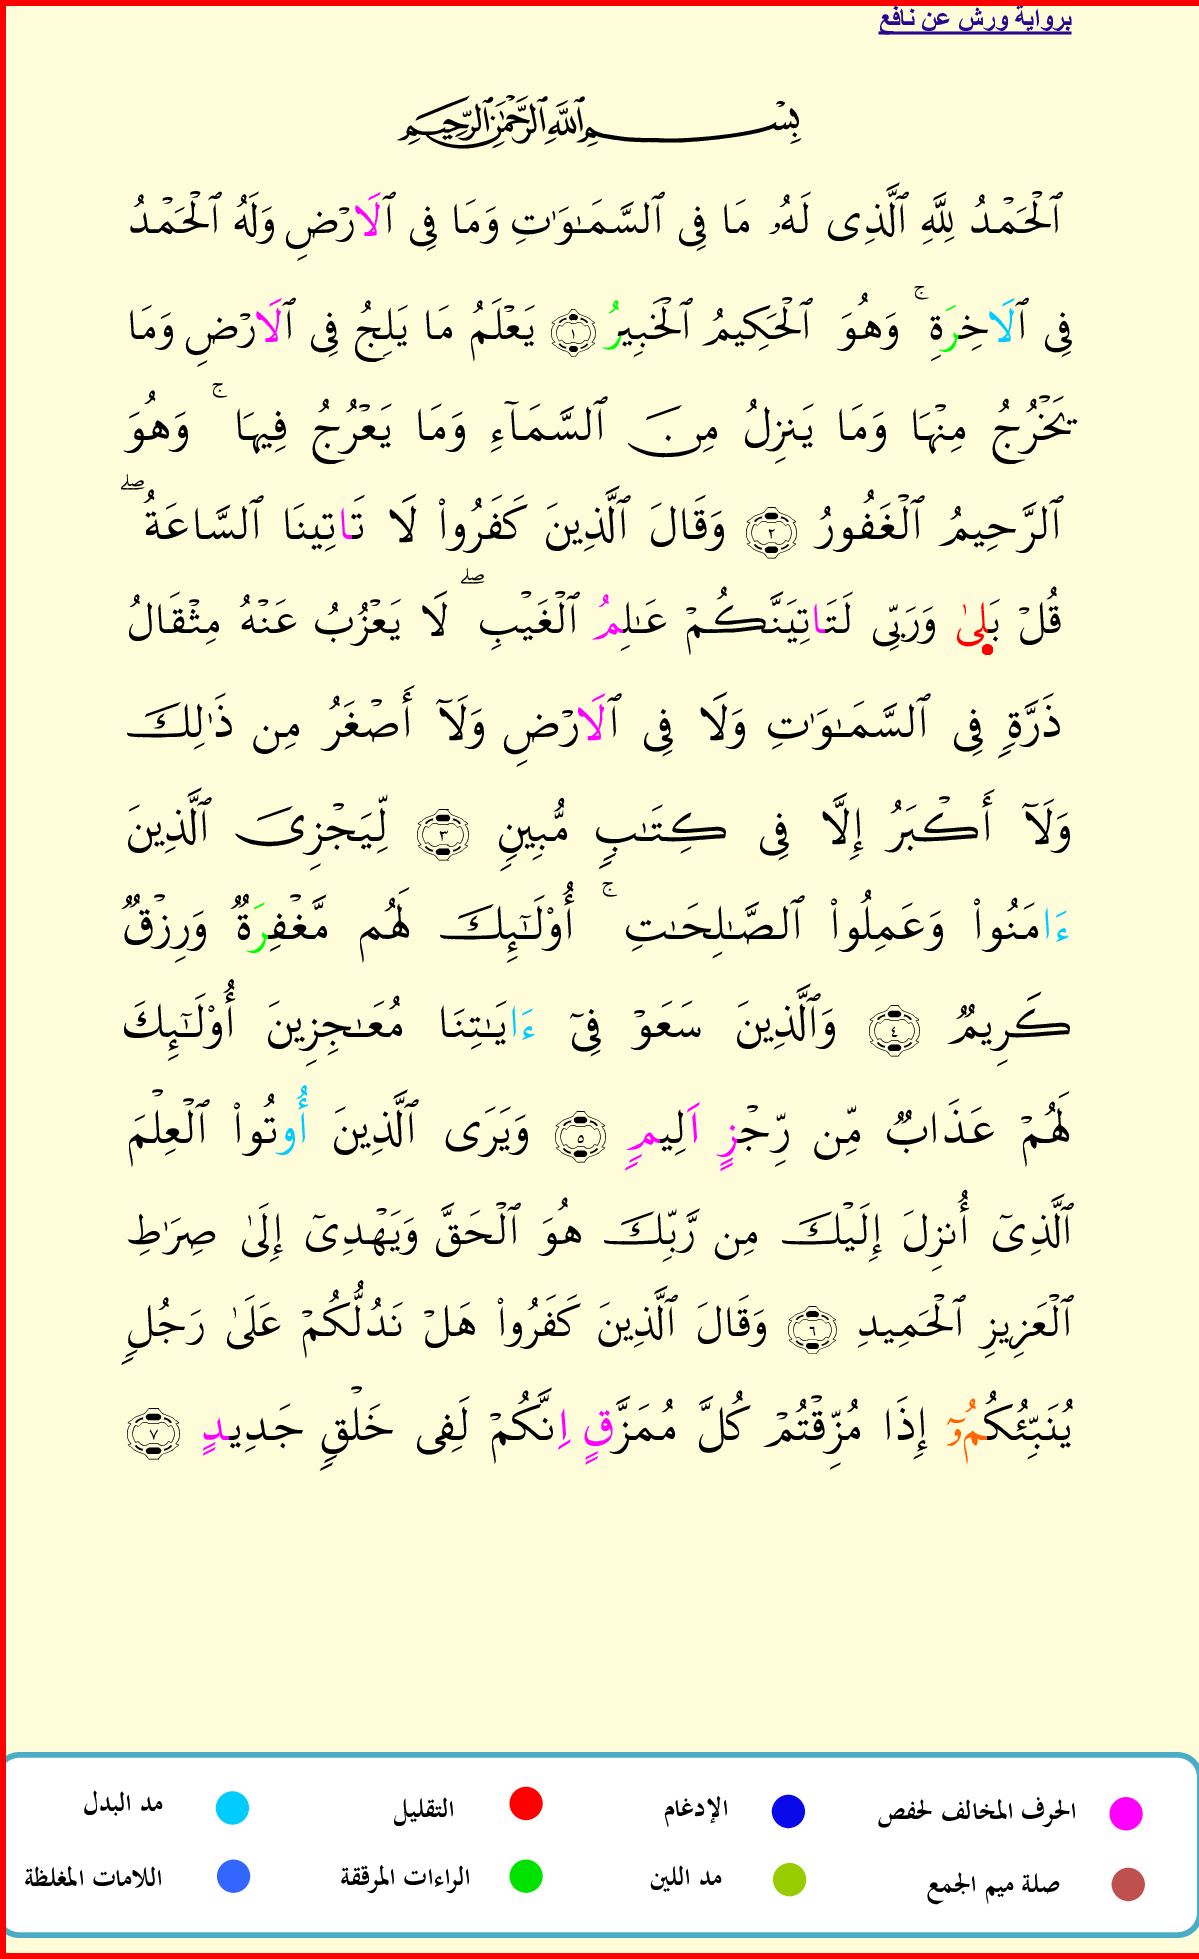 برواية ورش عن نافع
بِسْمِ اللَّهِ الرَّحْمَٰنِ الرَّحِيمِ
ٱلْحَمْدُ لِلَّهِ ٱلَّذِى لَهُۥ مَا فِى ٱلسَّمَـٰوَٰتِ وَمَا فِى ٱلَارْضِ وَلَهُ ٱلْحَمْدُ
فِى ٱلَاخِرَةِ ۚ وَهُوَ ٱلْحَكِيمُ ٱلْخَبِيرُ ١ يَعْلَمُ مَا يَلِجُ فِى ٱلَارْضِ وَمَا
يَخْرُجُ مِنْهَا وَمَا يَنزِلُ مِنَ ٱلسَّمَآءِ وَمَا يَعْرُجُ فِيهَا ۚ وَهُوَ
ٱلرَّحِيمُ ٱلْغَفُورُ ٢ وَقَالَ ٱلَّذِينَ كَفَرُوا۟ لَا تَاتِينَا ٱلسَّاعَةُ ۖ
قُلْ بَلىٰ وَرَبِّى لَتَاتِيَنَّكُمْ عَـٰلِمُ ٱلْغَيْبِ ۖ لَا يَعْزُبُ عَنْهُ مِثْقَالُ
ذَرَّةٍ فِى ٱلسَّمَـٰوَٰتِ وَلَا فِى ٱلَارْضِ وَلَآ أَصْغَرُ مِن ذَٰلِكَ
وَلَآ أَكْبَرُ إِلَّا فِى كِتَـٰبٍ مُّبِينٍ ٣ لِّيَجْزِىَ ٱلَّذِينَ
ءَامَنُوا۟ وَعَمِلُوا۟ ٱلصَّـٰلِحَـٰتِ ۚ أُوْلَـٰٓئِكَ لَهُم مَّغْفِرَةٌ وَرِزْقٌ
كَرِيمٌ ٤ وَٱلَّذِينَ سَعَوْ فِىٓ ءَايَـٰتِنَا مُعَـٰجِزِينَ أُوْلَـٰٓئِكَ
لَهُمْ عَذَابٌ مِّن رِّجْزٍ اَلِيمٍ ٥ وَيَرَى ٱلَّذِينَ أُوتُوا۟ ٱلْعِلْمَ
ٱلَّذِىٓ أُنزِلَ إِلَيْكَ مِن رَّبِّكَ هُوَ ٱلْحَقَّ وَيَهْدِىٓ إِلَىٰ صِرَٰطِ
ٱلْعَزِيزِ ٱلْحَمِيدِ ٦ وَقَالَ ٱلَّذِينَ كَفَرُوا۟ هَلْ نَدُلُّكُمْ عَلَىٰ رَجُلٍ
يُنَبِّئُكُمُۥٓ إِذَا مُزِّقْتُمْ كُلَّ مُمَزَّقٍ اِنَّكُمْ لَفِى خَلْقٍ جَدِيدٍ ٧
الحرف المخالف لحفص الإدغام التقليل مد البدل
صلة ميم الجمع مد اللين الراءات المرققة اللامات المغلظة